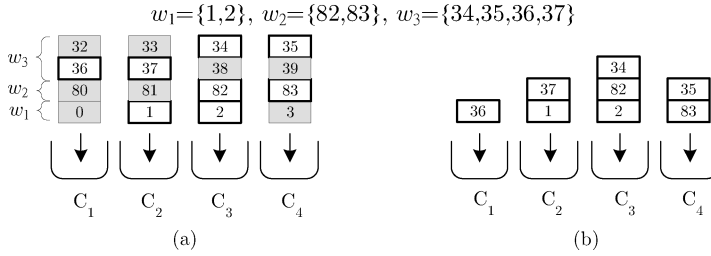 w₁={1,2}, w₂={82,83}, w₃={34,35,36,37}
32 33 34 35
w₃ 36 37 38 39 34
w₂ 80 81 82 83 37 82 35
w₁ 0 1 2 3 36 1 2 83
C₁ C₂ C₃ C₄ C₁ C₂ C₃ C₄
(a) (b)